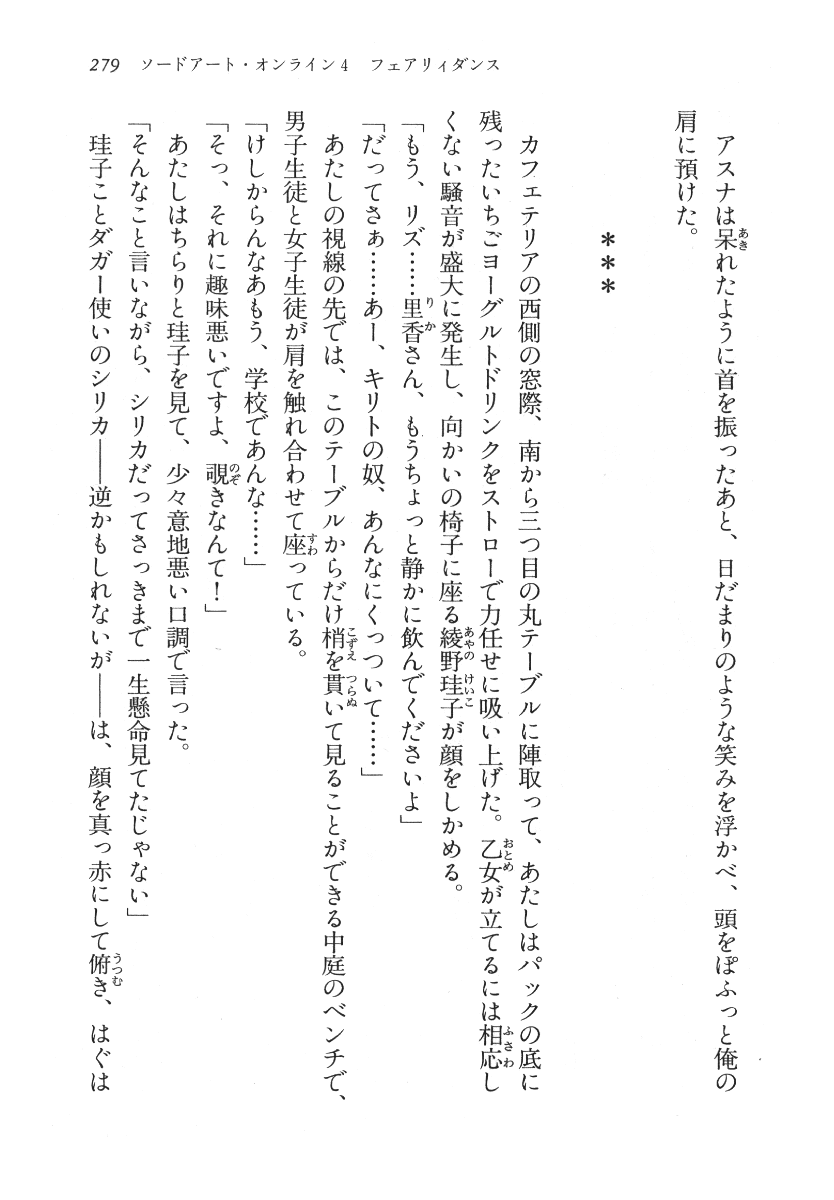 279　ソードアート・オンライン4　フェアリィダンス
アスナは呆れたように首を振ったあと、日だまりのような笑みを浮かべ、頭をぽふっと俺の
肩に預けた。
＊＊＊
カフェテリアの西側の窓際、南から三つ目の丸テーブルに陣取って、あたしはパックの底に
残ったいちごヨーグルトドリンクをストローで力任せに吸い上げた。乙女が立てるには相応し
くない騒音が盛大に発生し、向かいの椅子に座る綾野珪子が顔をしかめる。
「もう、リズ……里香さん、もうちょっと静かに飲んでくださいよ」
「だってさぁ……あー、キリトの奴、あんなにくっついて……」
あたしの視線の先では、このテーブルからだけ梢を貫いて見ることができる中庭のベンチで、
男子生徒と女子生徒が肩を触れ合わせて座っている。
「けしからんなあもう、学校であんな……」
「そっ、それに趣味悪いですよ、覗きなんて！」
あたしはちらりと珪子を見て、少々意地悪い口調で言った。
「そんなこと言いながら、シリカだってさっきまで一生懸命見てたじゃない」
珪子ことダガー使いのシリカ――逆かもしれないが――は、顔を真っ赤にして俯き、はぐは